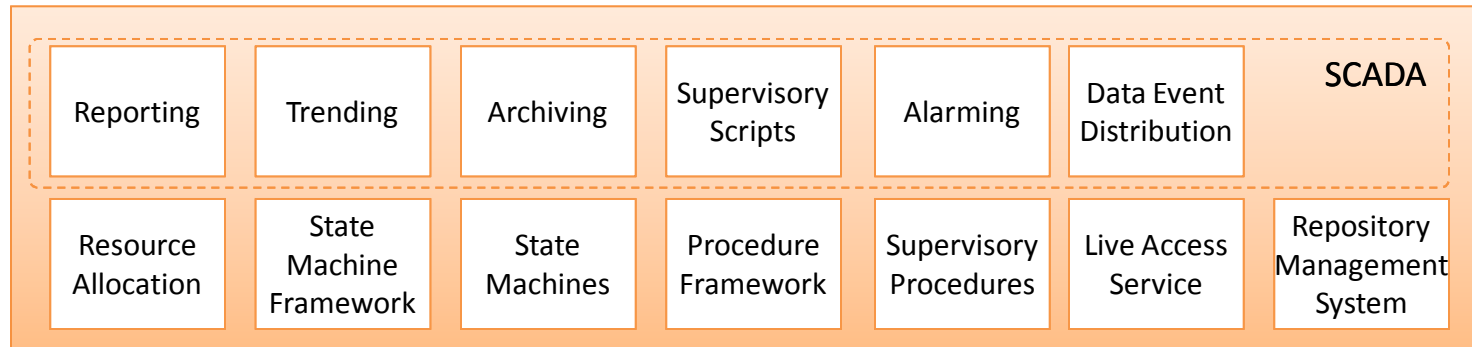 SCADA
Reporting
Trending
Archiving
Supervisory
Scripts
Alarming
Data Event
Distribution
Resource
Allocation
State
Machine
Framework
State
Machines
Procedure
Framework
Supervisory
Procedures
Live Access
Service
Repository
Management
System